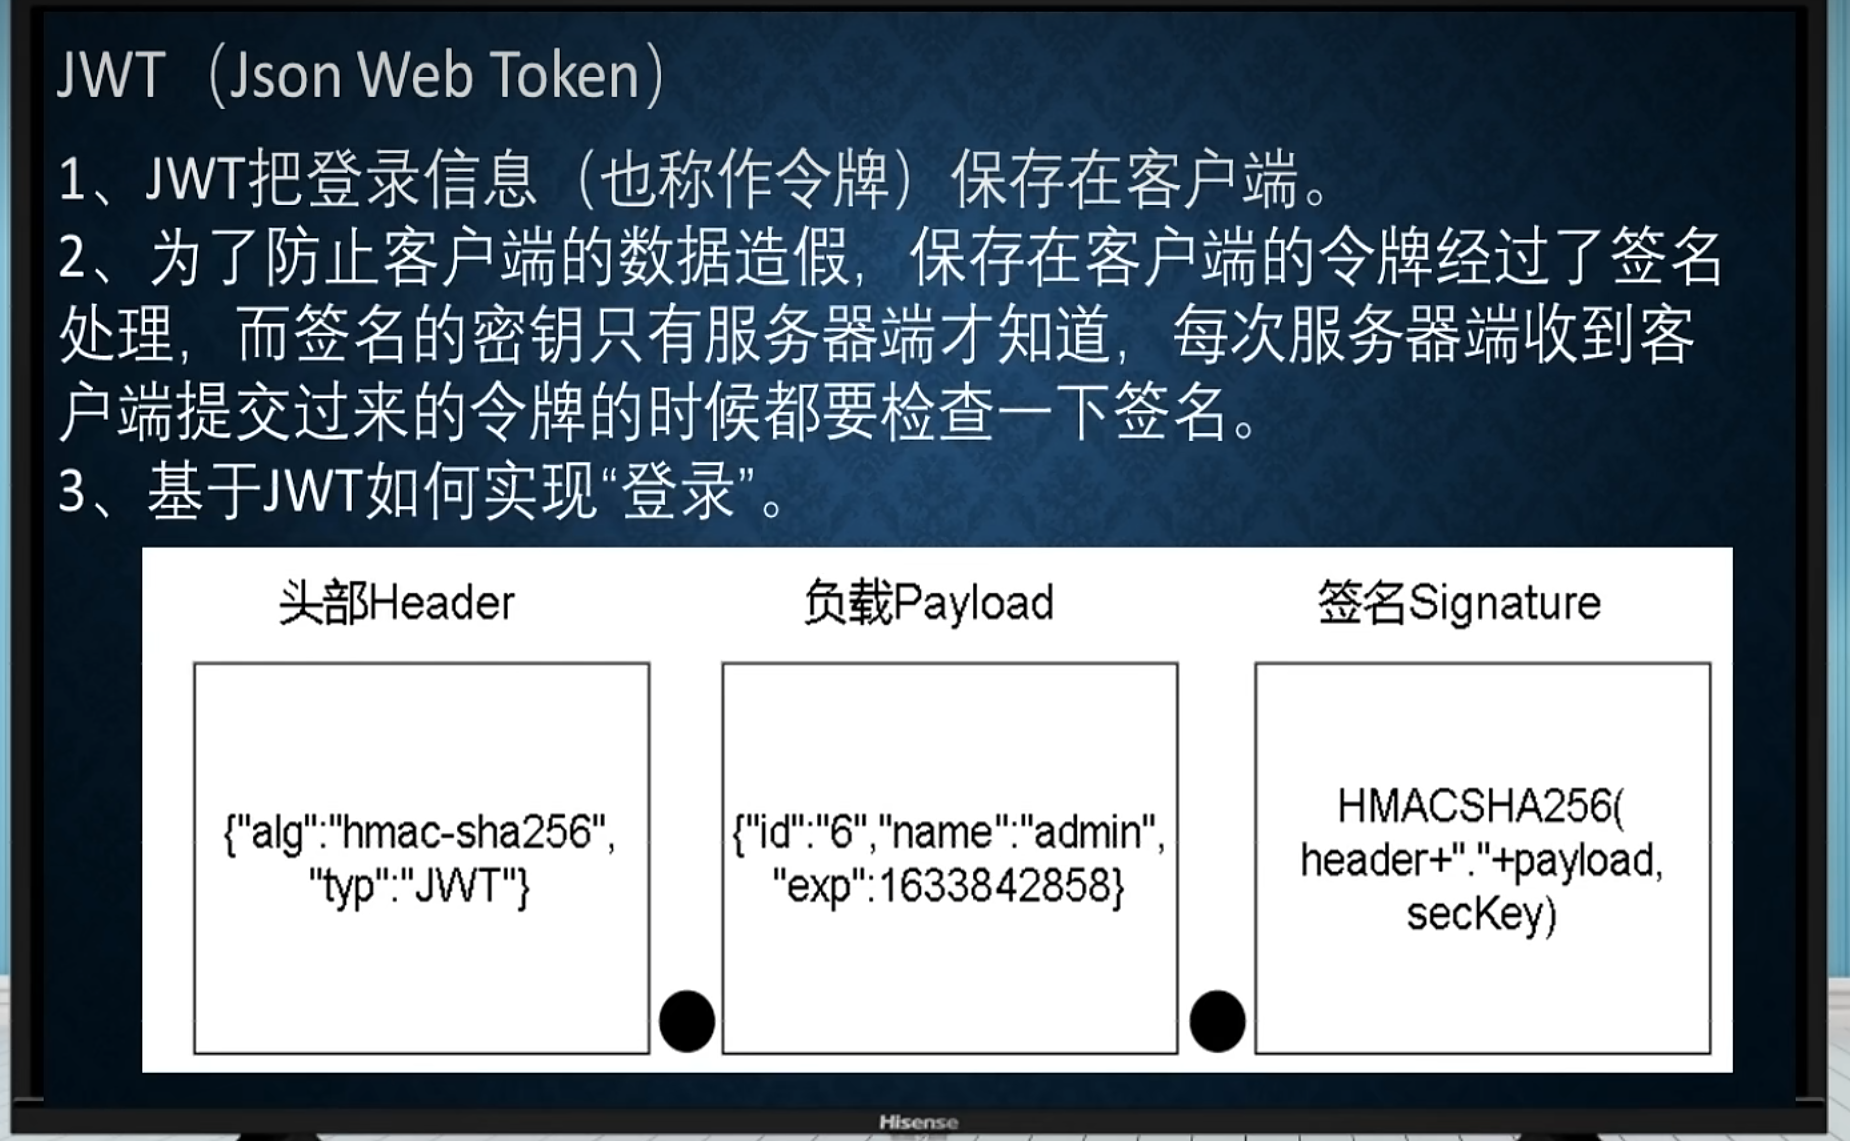 JWT（Json Web Token）
1、JWT把登录信息（也称作令牌）保存在客户端。
2、为了防止客户端的数据造假，保存在客户端的令牌经过了签名
处理，而签名的密钥只有服务器端才知道，每次服务器端收到客
户端提交过来的令牌的时候都要检查一下签名。
3、基于JWT如何实现“登录”。
头部Header
负载Payload
签名Signature
{"alg":"hmac-sha256",
"typ":"JWT"}
{"id":"6","name":"admin",
"exp":1633842858}
HMACSHA256(
header+"."+payload,
secKey)
Hisense